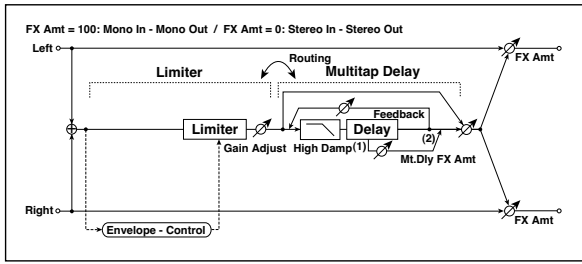 FX Amt = 100: Mono In - Mono Out / FX Amt = 0: Stereo In - Stereo Out
Left
FX Amt
Routing
Limiter
Multitap Delay
Feedback
Limiter
Delay
Gain Adjust
High Damp
(1)
(2)
Mt.Dly FX Amt
Right
FX Amt
Envelope - Control